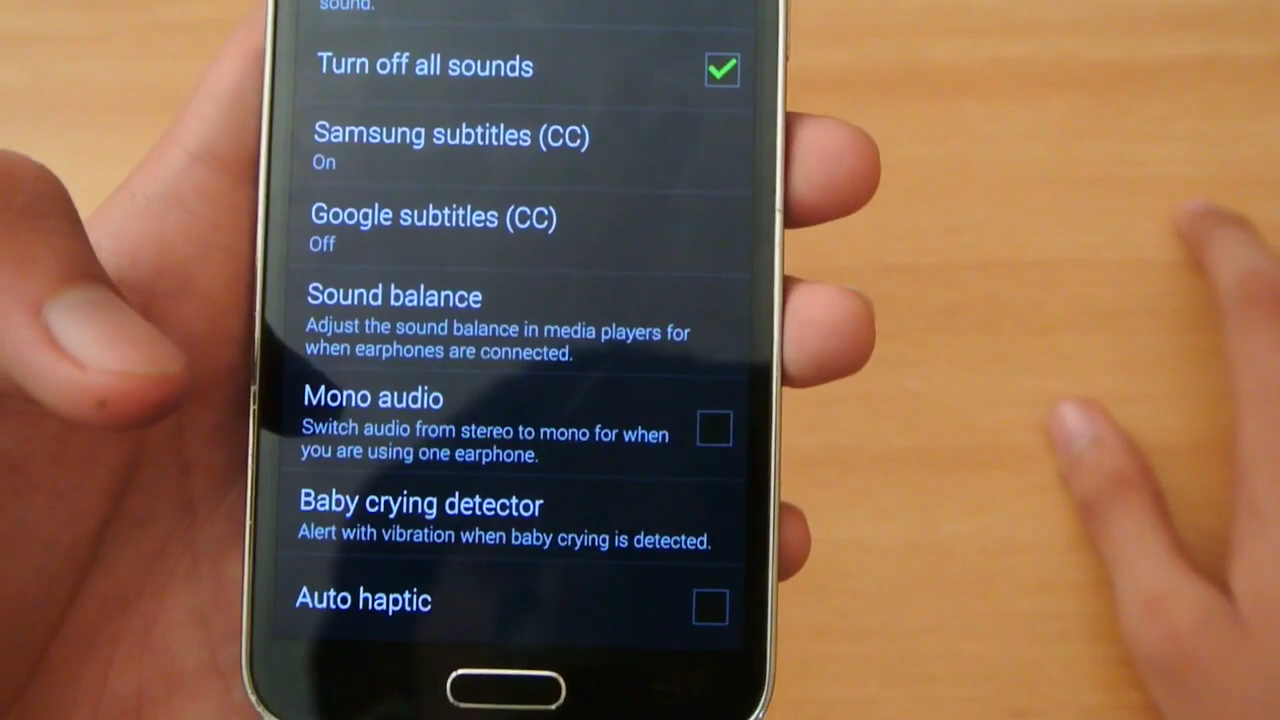 sound.
Turn off all sounds
Samsung subtitles (CC)
On
Google subtitles (CC)
Off
Sound balance
Adjust the sound balance in media players for
when earphones are connected.
Mono audio
Switch audio from stereo to mono for when
you are using one earphone.
Baby crying detector
Alert with vibration when baby crying is detected.
Auto haptic